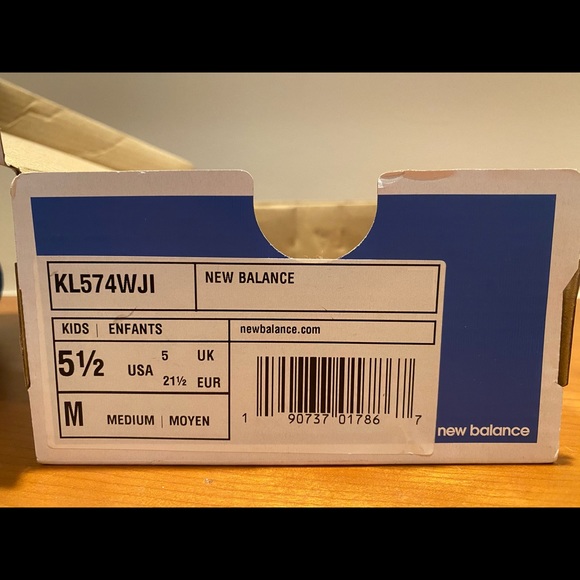 KL574WJI NEW BALANCE
KIDS | ENFANTS newbalance.com
5½ USA 5 UK
21½ EUR
M MEDIUM | MOYEN
1 90737 01786 7
new balance